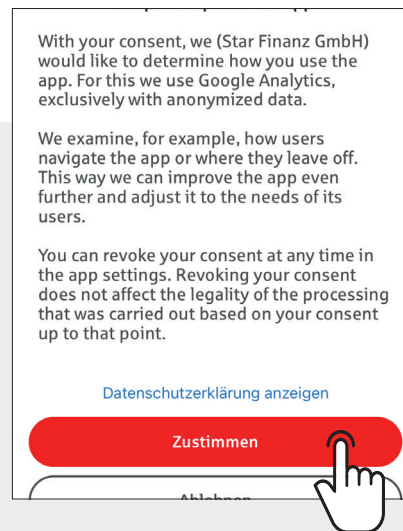 With your consent, we (Star Finanz GmbH)
would like to determine how you use the
app. For this we use Google Analytics,
exclusively with anonymized data.
We examine, for example, how users
navigate the app or where they leave off.
This way we can improve the app even
further and adjust it to the needs of its
users.
You can revoke your consent at any time in
the app settings. Revoking your consent
does not affect the legality of the processing
that was carried out based on your consent
up to that point.
Datenschutzerklärung anzeigen
Zustimmen
Ablehnen